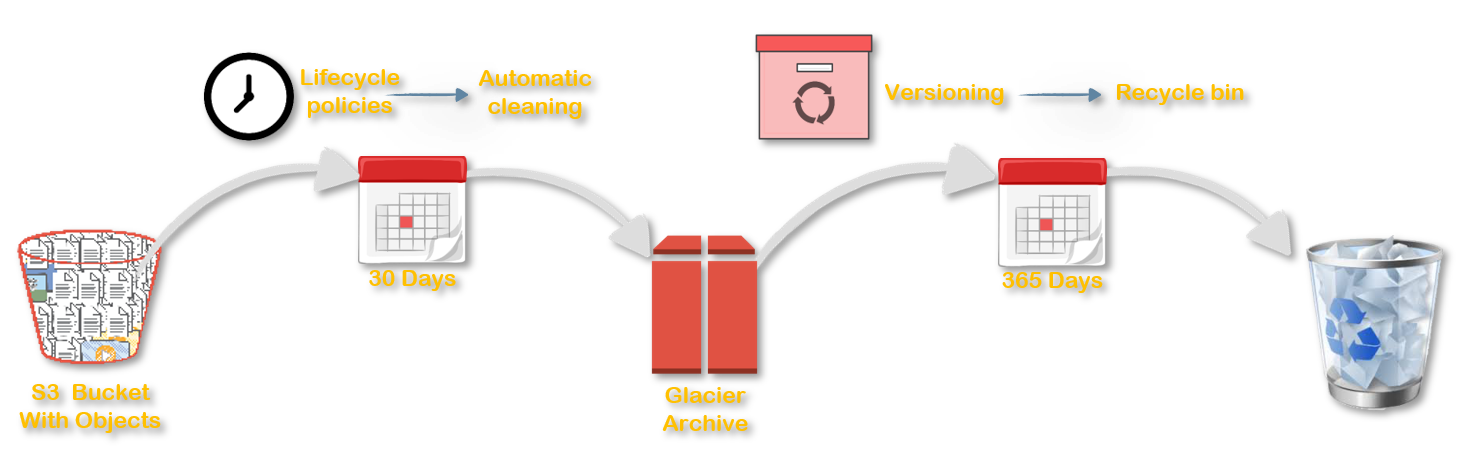 Lifecycle
policies
Automatic
cleaning
Versioning
Recycle bin
30 Days
365 Days
S3 Bucket
With Objects
Glacier
Archive